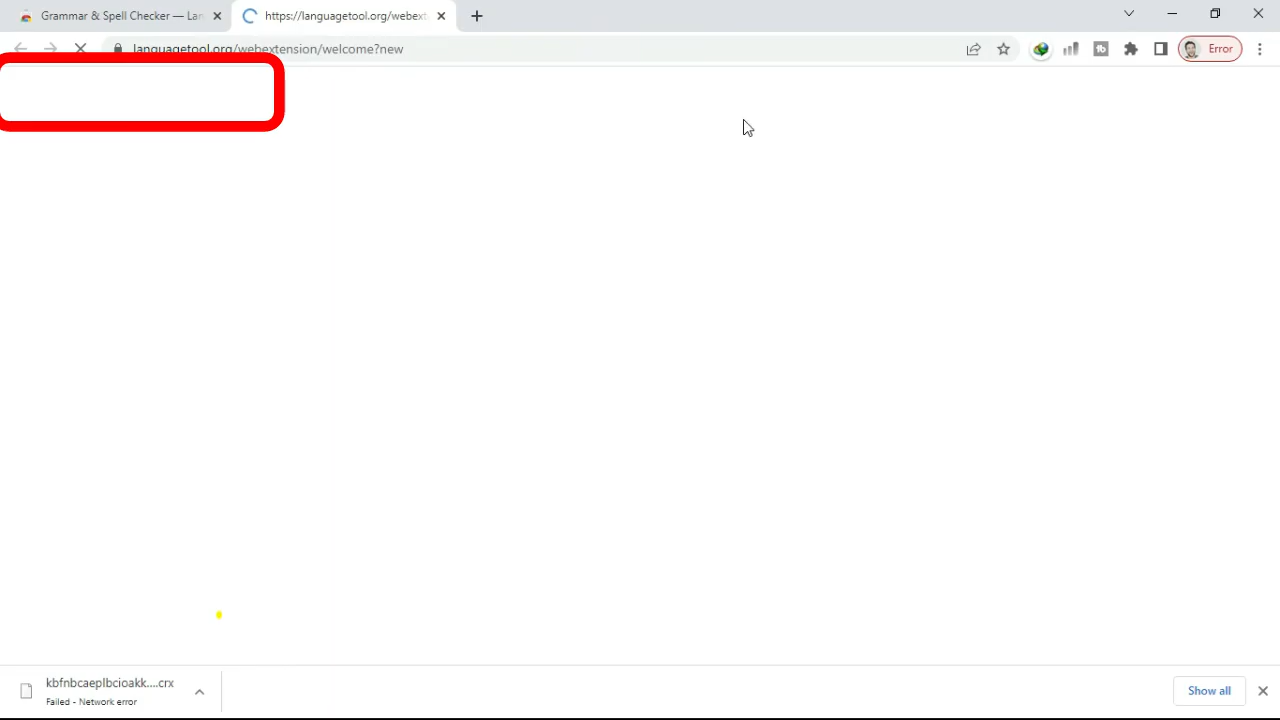 Grammar & Spell Checker — Lan
https://languagetool.org/webext
languagetool.org/webextension/welcome?new
Error
kbfnbcaeplbcioakk....crx
Failed - Network error
Show all